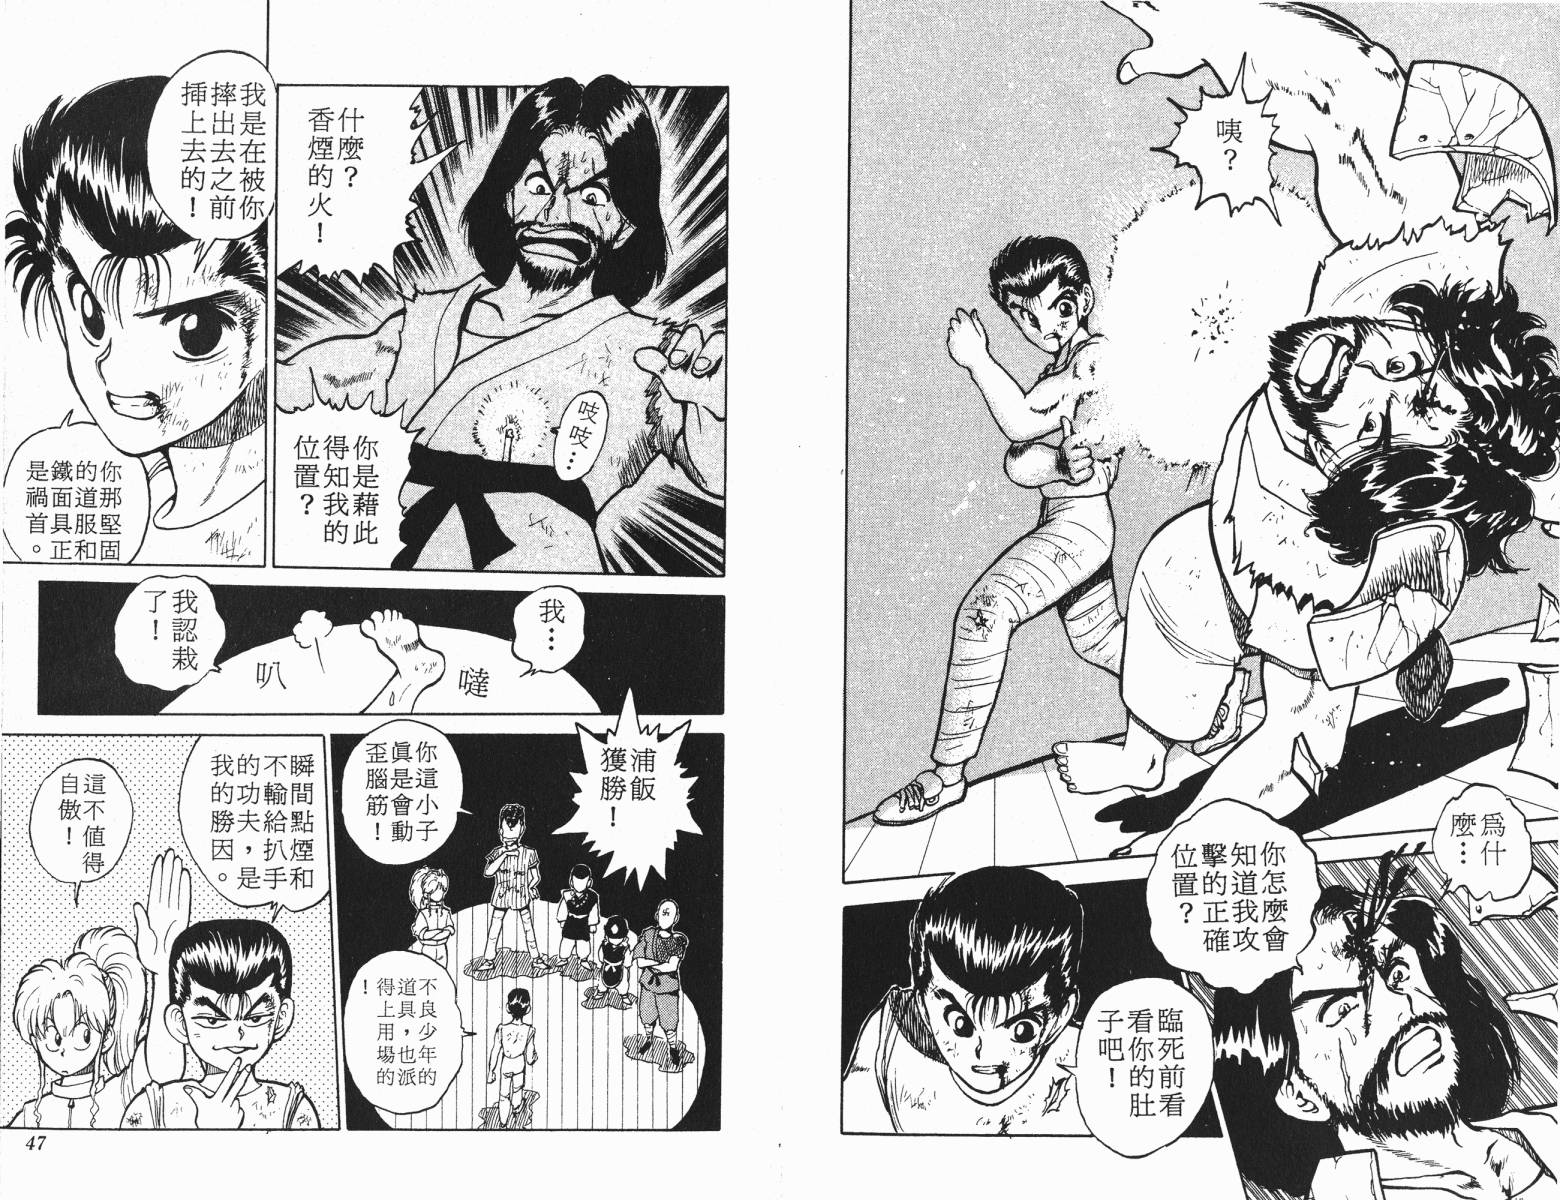 咦？
為什
麼…
你怎麼會
知道我攻
擊的正確
位置？
臨死前看
看你的肚
子吧！
什麼？
香煙的火！
吱吱…
你是藉此
得知我的
位置？
我是在被你
摔出去之前
揷上去的！
你那堅固
的道服和
鐵面具正
是禍首。
我…
噠
叭
我認栽
了！
浦飯
獲勝！
你這小子
眞是會動
歪腦筋！
不良少年的
道具，也派
得上用場的
！
瞬間點煙和
不輸給扒手
的功夫，是
我的勝因。
這不值得
自傲！
47